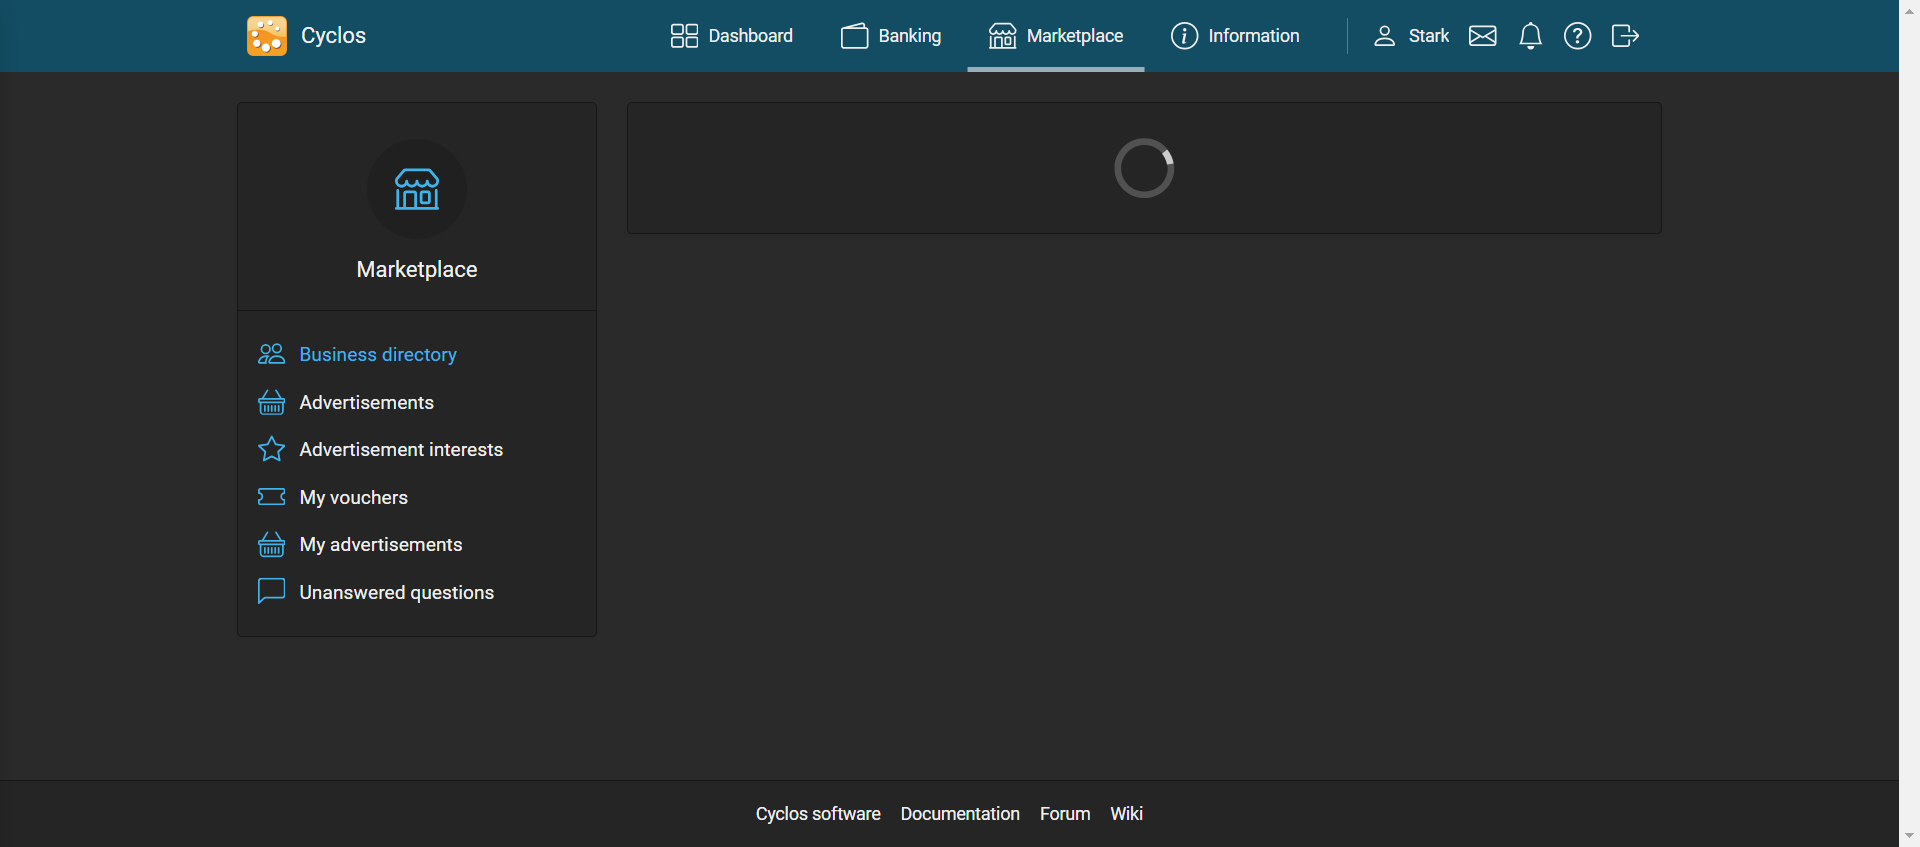 Cyclos
Dashboard
Banking
Marketplace
Information
Stark
Marketplace
Business directory
Advertisements
Advertisement interests
My vouchers
My advertisements
Unanswered questions
Cyclos software Documentation Forum Wiki